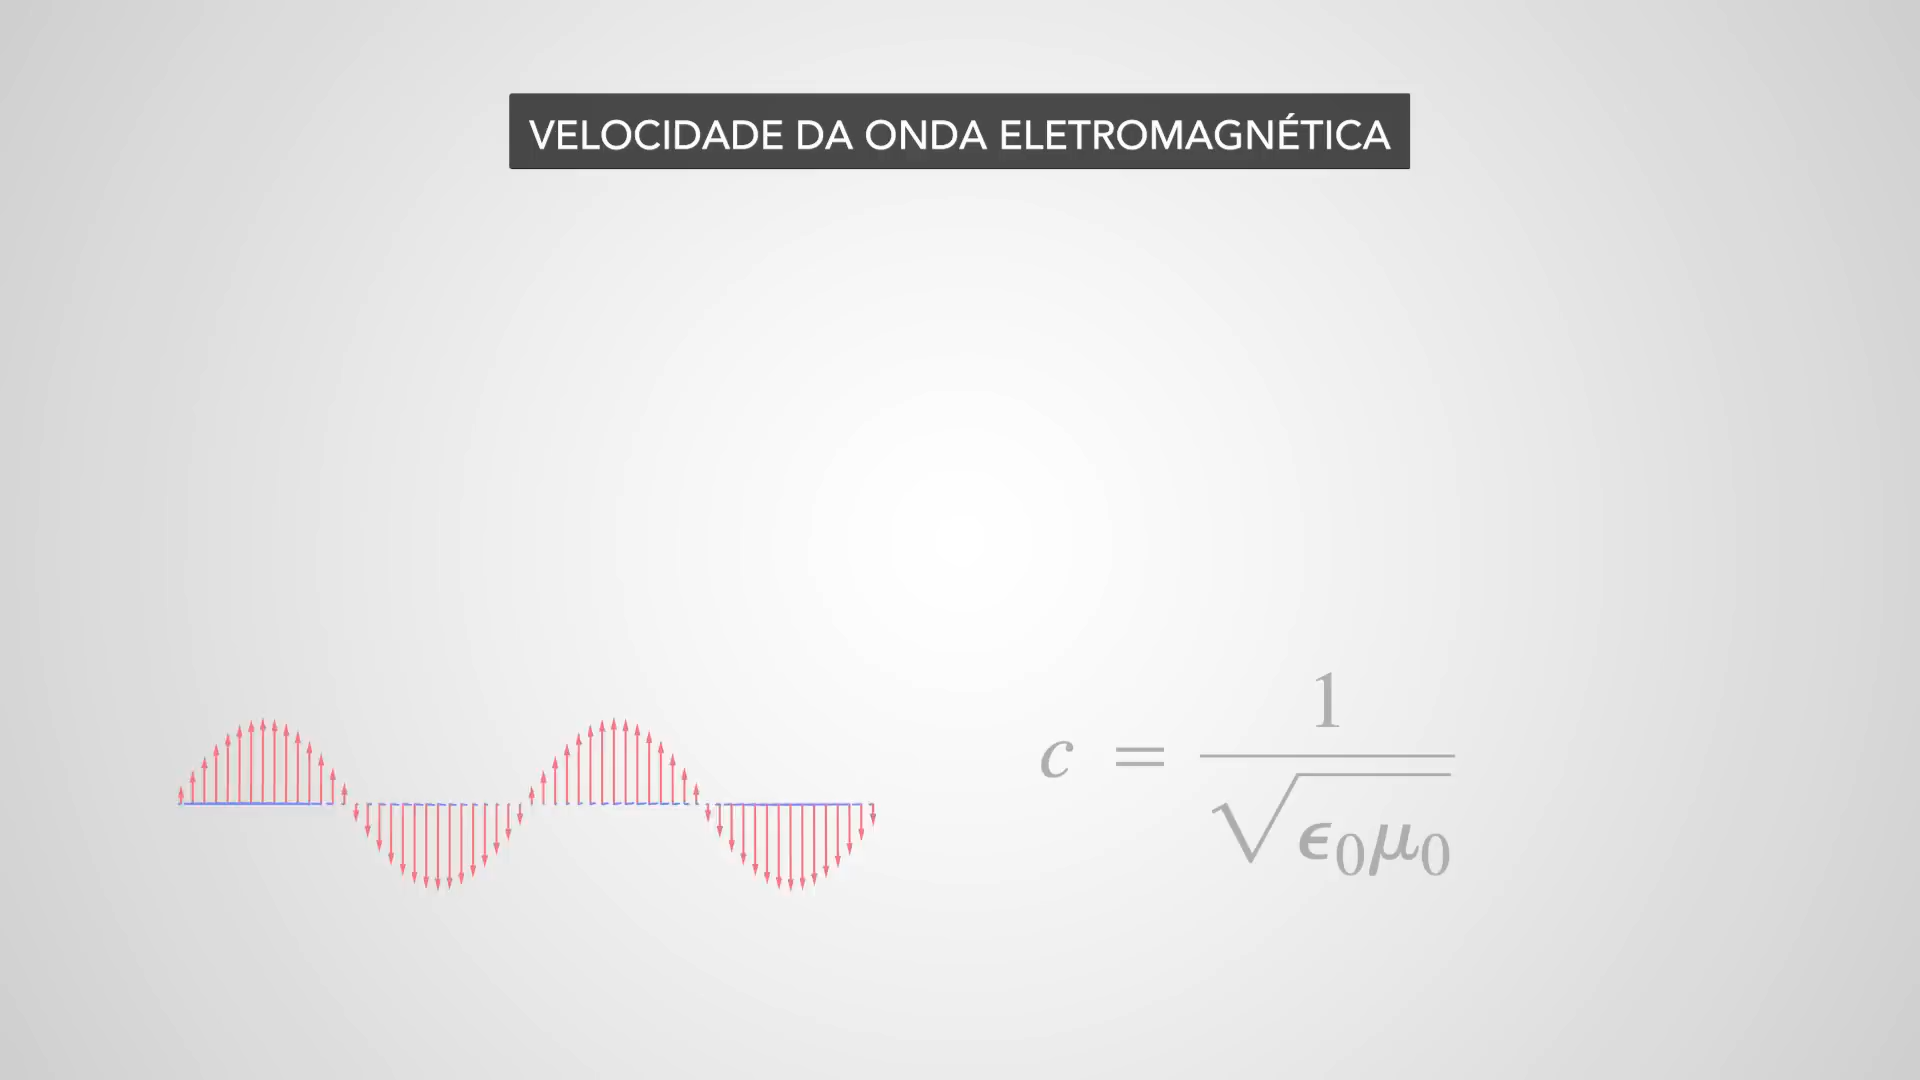 VELOCIDADE DA ONDA ELETROMAGNÉTICA
c = 1 / √ϵ₀μ₀